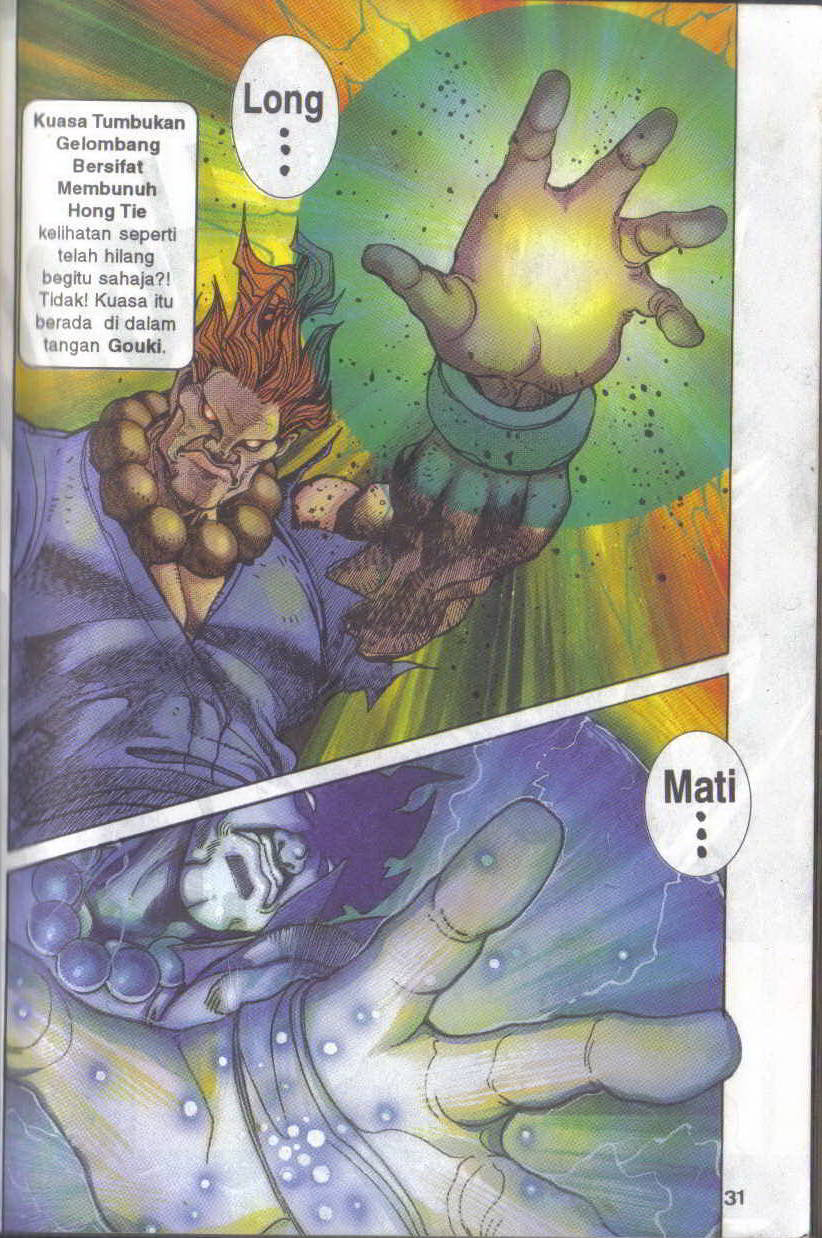 Long
...
Kuasa Tumbukan
Gelombang
Bersifat
Membunuh
Hong Tie
kelihatan seperti
telah hilang
begitu sahaja?!
Tidak! Kuasa itu
berada di dalam
tangan Gouki.
Mati
...
31